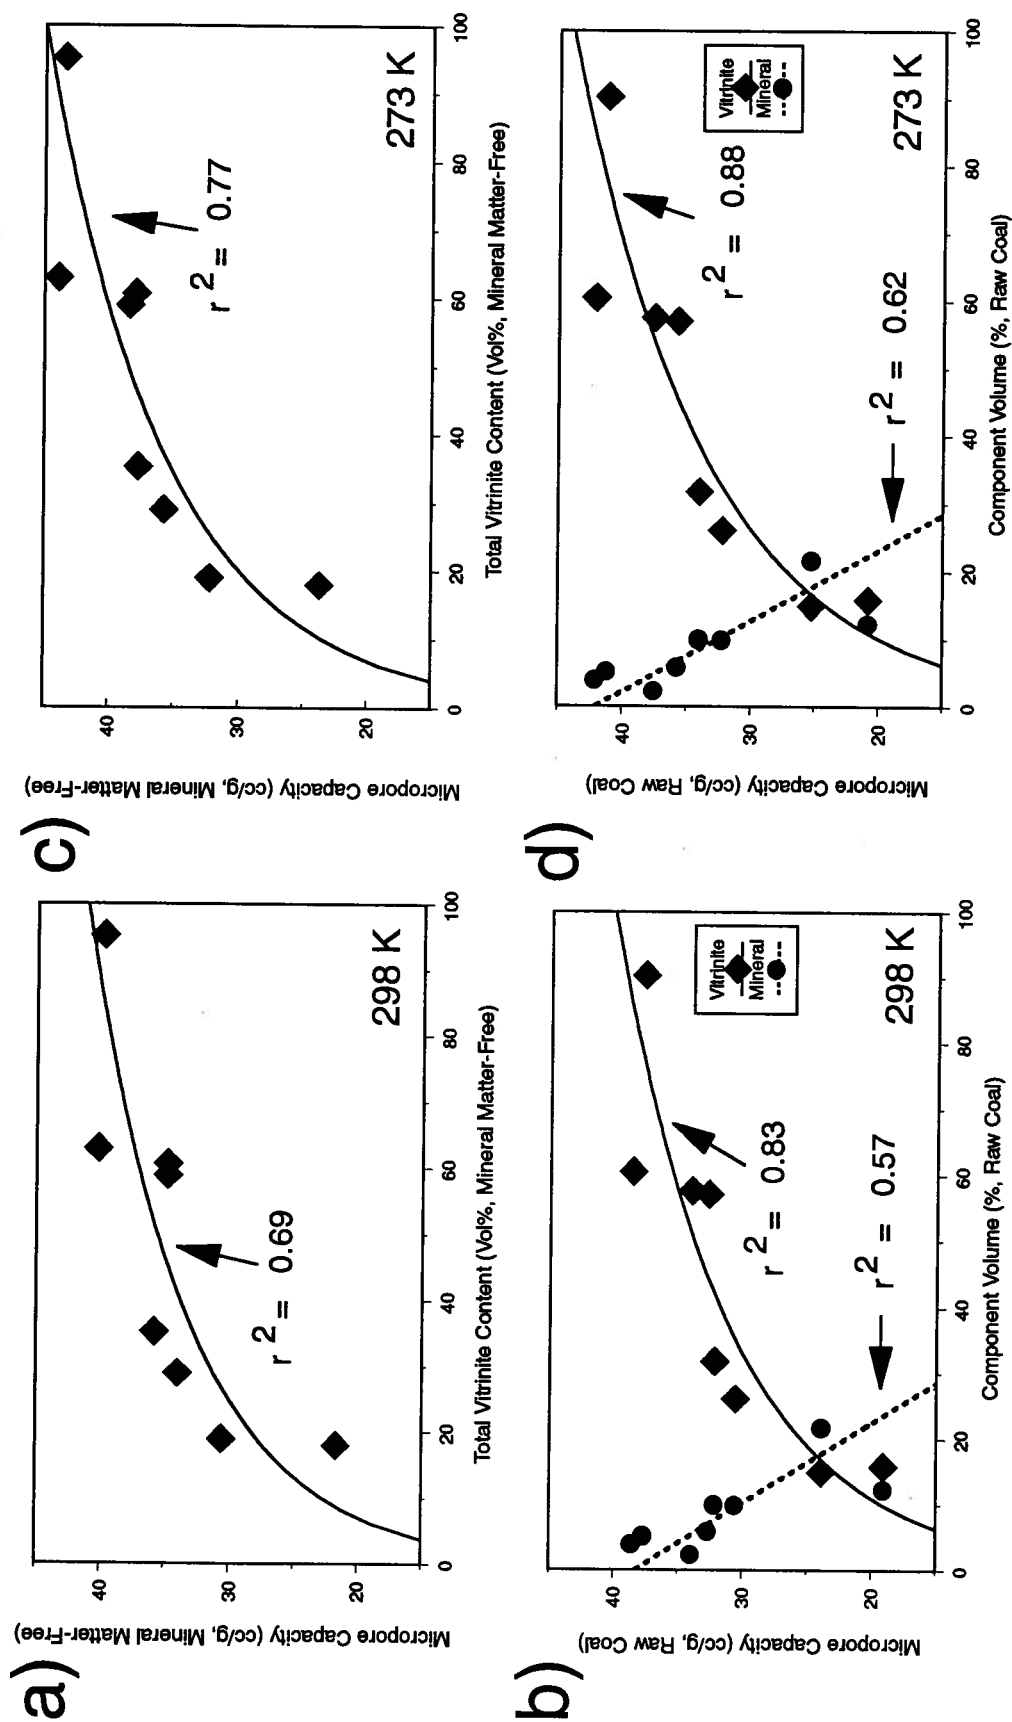 a)
Micropore Capacity (cc/g, Mineral Matter-Free)
40
30
20
r² = 0.69
298 K
0
20
40
60
80
100
Total Vitrinite Content (Vol%, Mineral Matter-Free)
c)
Micropore Capacity (cc/g, Mineral Matter-Free)
40
30
20
r² = 0.77
273 K
0
20
40
60
80
100
Total Vitrinite Content (Vol%, Mineral Matter-Free)
b)
Micropore Capacity (cc/g, Raw Coal)
40
30
20
r² = 0.83
r² = 0.57
Vitrinite
Mineral
298 K
0
20
40
60
80
100
Component Volume (%, Raw Coal)
d)
Micropore Capacity (cc/g, Raw Coal)
40
30
20
r² = 0.88
r² = 0.62
Vitrinite
Mineral
273 K
0
20
40
60
80
100
Component Volume (%, Raw Coal)